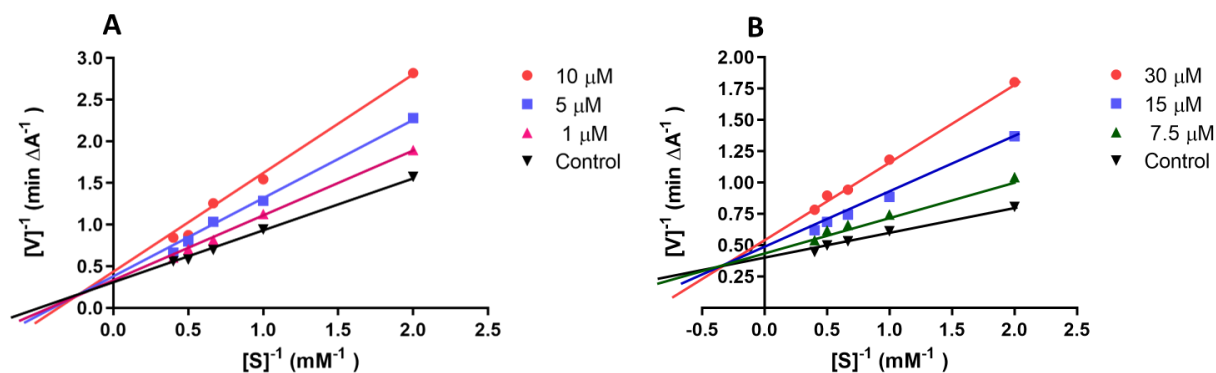 A
[V]⁻¹ (min ΔA⁻¹ )
3.0
2.5
2.0
1.5
1.0
0.5
0.0
0.0 0.5 1.0 1.5 2.0 2.5
[S]⁻¹ (mM⁻¹ )
10 μM
5 μM
1 μM
Control
B
[V]⁻¹ (min ΔA⁻¹ )
2.00
1.75
1.50
1.25
1.00
0.75
0.50
0.25
-0.5 0.0 0.5 1.0 1.5 2.0 2.5
[S]⁻¹ (mM⁻¹ )
30 μM
15 μM
7.5 μM
Control